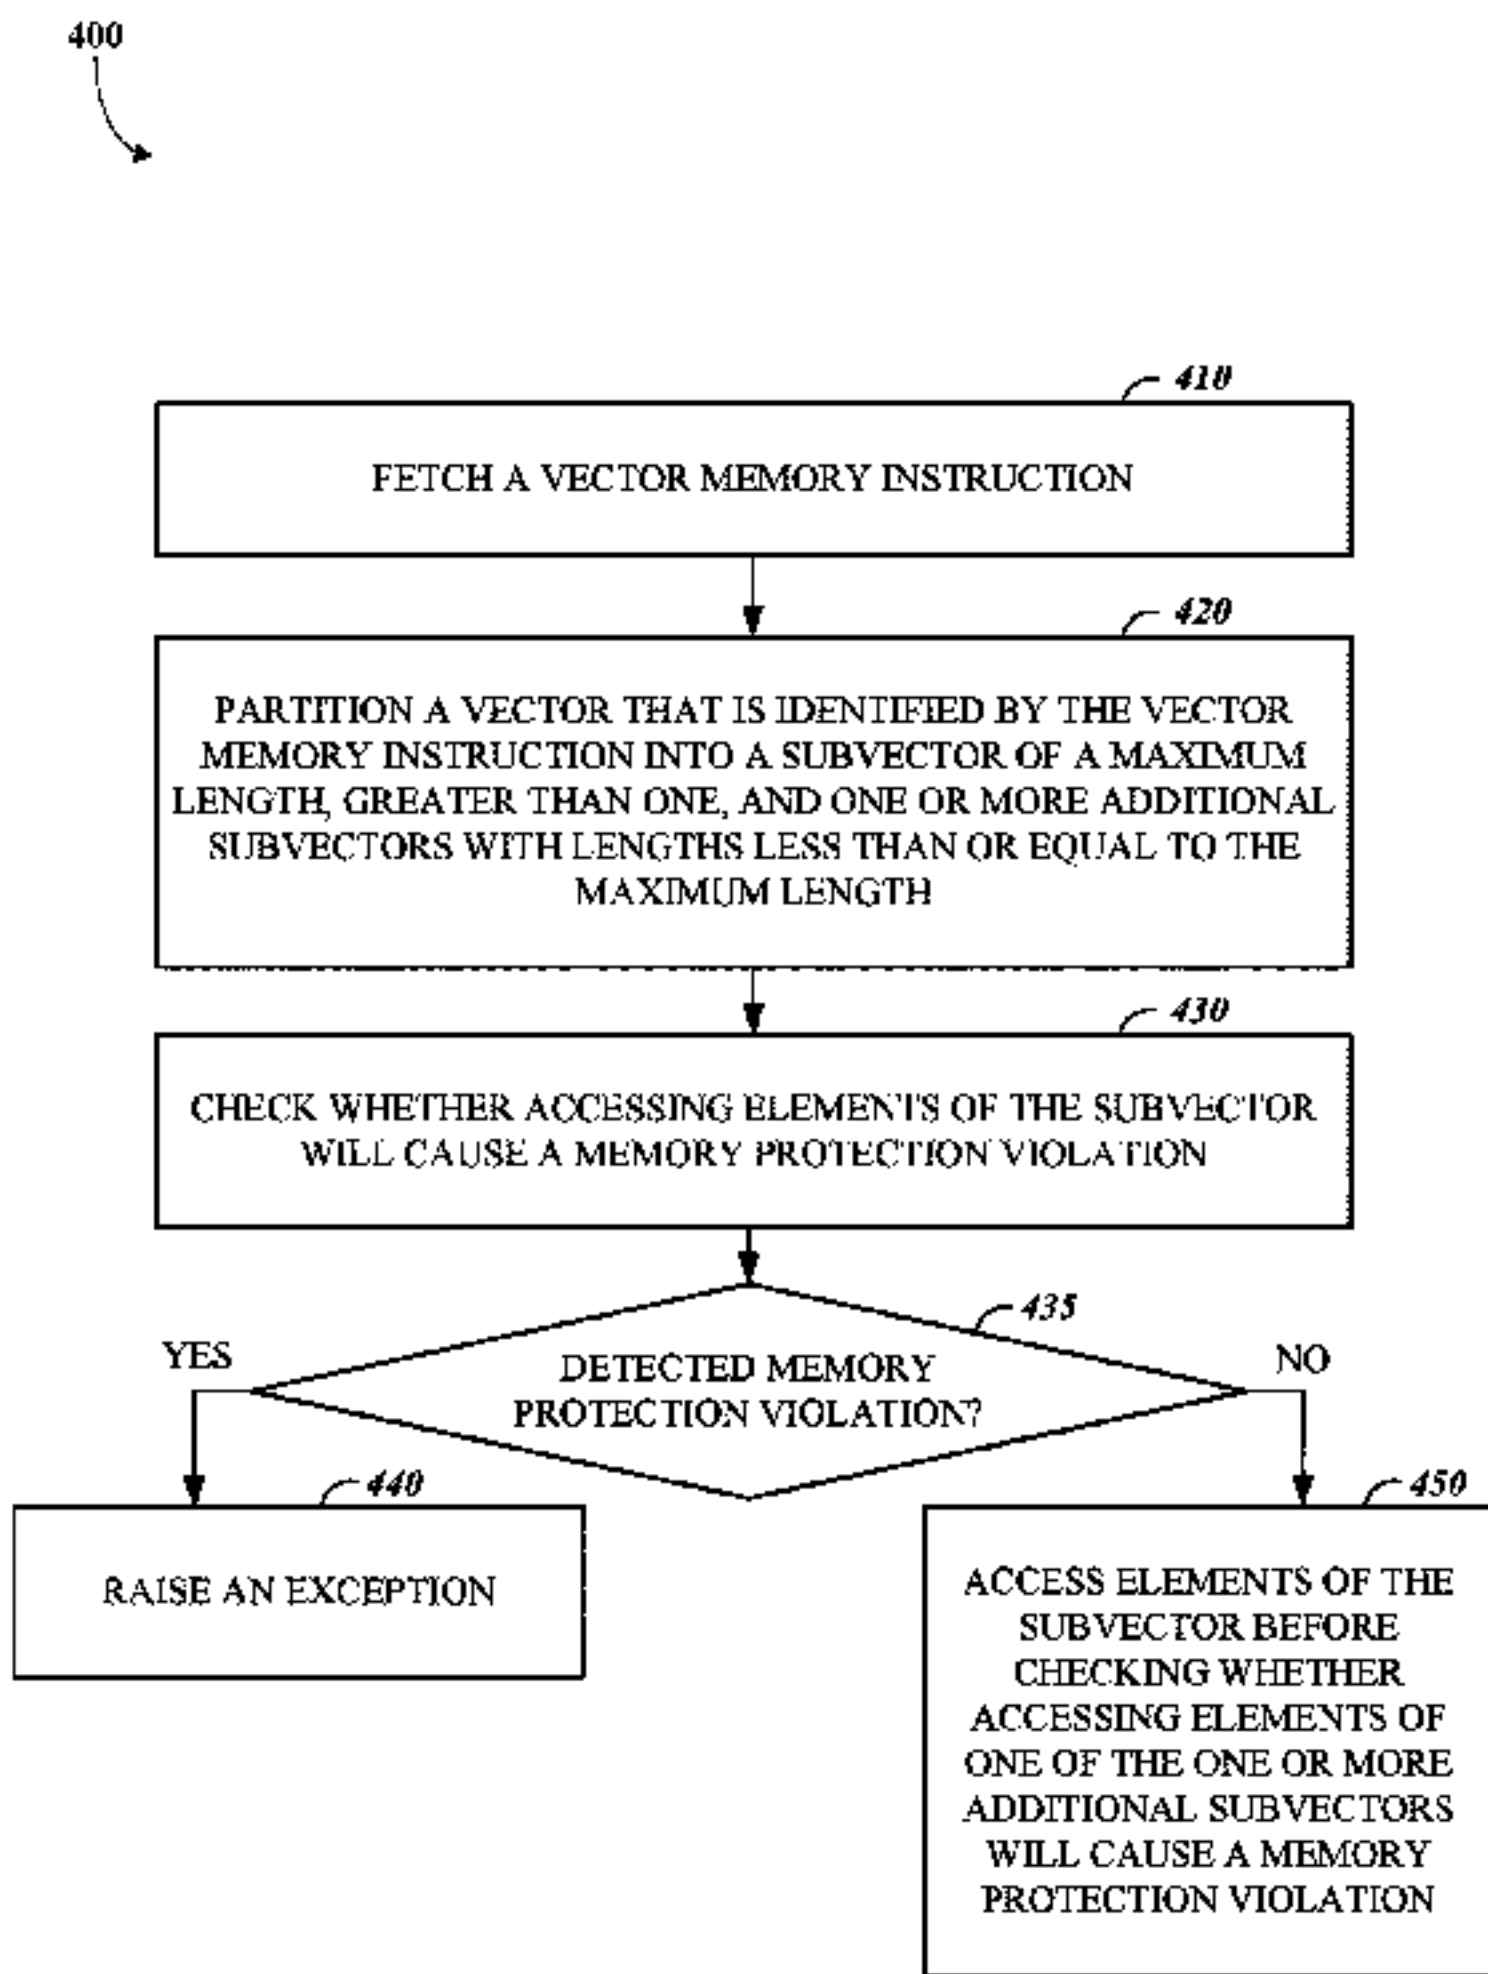 400
410
FETCH A VECTOR MEMORY INSTRUCTION
420
PARTITION A VECTOR THAT IS IDENTIFIED BY THE VECTOR
MEMORY INSTRUCTION INTO A SUBVECTOR OF A MAXIMUM
LENGTH, GREATER THAN ONE, AND ONE OR MORE ADDITIONAL
SUBVECTORS WITH LENGTHS LESS THAN OR EQUAL TO THE
MAXIMUM LENGTH
430
CHECK WHETHER ACCESSING ELEMENTS OF THE SUBVECTOR
WILL CAUSE A MEMORY PROTECTION VIOLATION
435
YES
DETECTED MEMORY
PROTECTION VIOLATION?
NO
440
RAISE AN EXCEPTION
450
ACCESS ELEMENTS OF THE
SUBVECTOR BEFORE
CHECKING WHETHER
ACCESSING ELEMENTS OF
ONE OF THE ONE OR MORE
ADDITIONAL SUBVECTORS
WILL CAUSE A MEMORY
PROTECTION VIOLATION